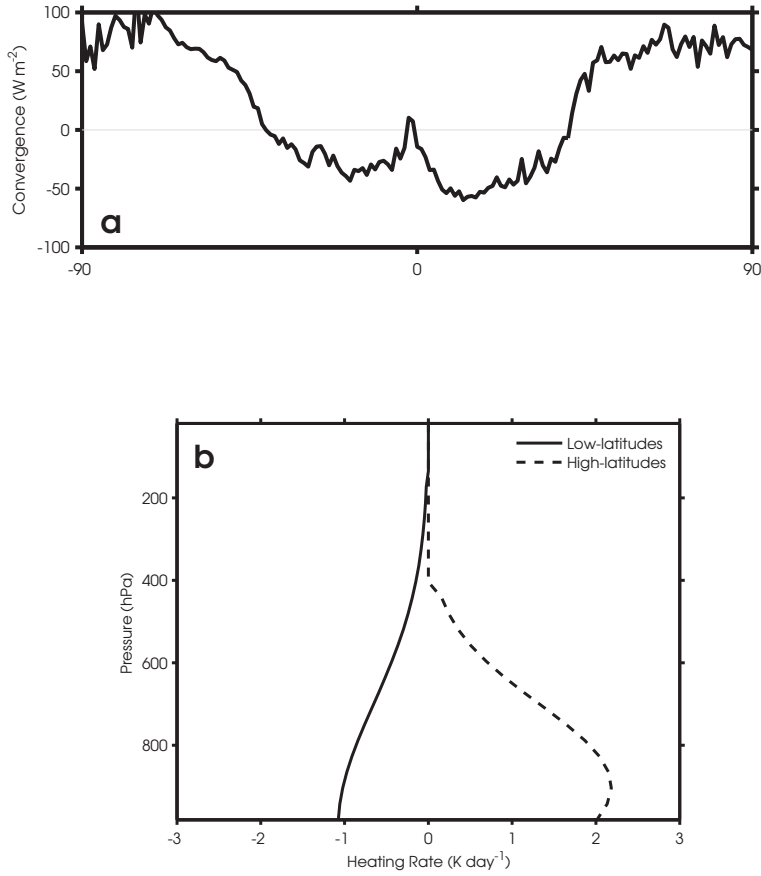 100
50
0
-50
-100
Convergence (W m-2)
a
-90
0
90
b
Low-latitudes
High-latitudes
200
400
600
800
Pressure (hPa)
-3
-2
-1
0
1
2
3
Heating Rate (K day-1)